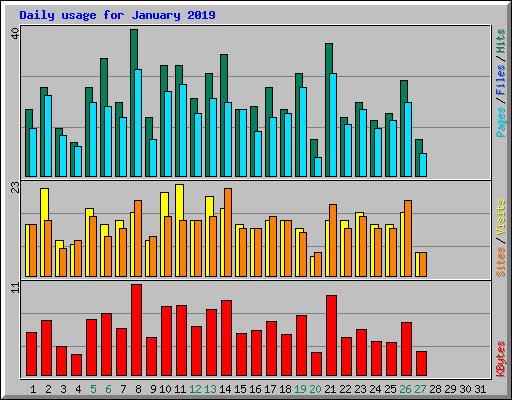 Daily usage for January 2019
40
Pages / Files / Hits
23
Sites / Visits
11
KBytes
1 2 3 4 5 6 7 8 9 10 11 12 13 14 15 16 17 18 19 20 21 22 23 24 25 26 27 28 29 30 31